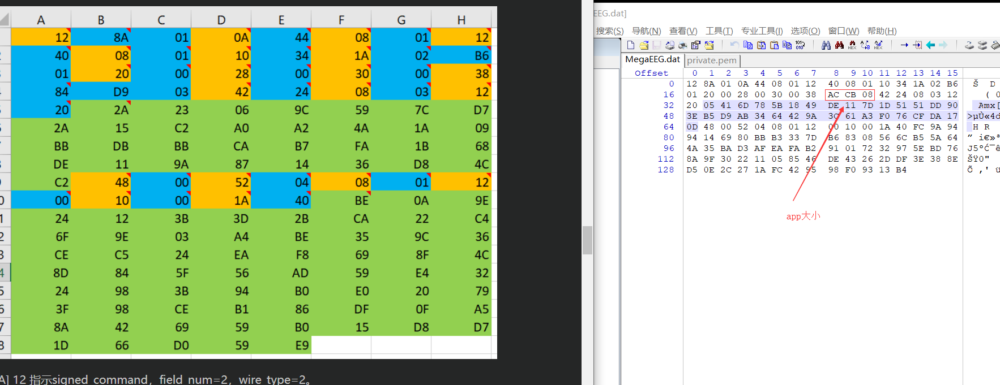 A B C D E F G H
12 8A 01 0A 44 08 01 12
2 40 08 01 10 34 1A 02 B6
01 20 00 28 00 30 00 38
84 D9 03 42 24 08 03 12
5 20 2A 23 06 9C 59 7C D7
6 2A 15 C2 A0 A2 4A 1A 09
BB DB BB CA B7 FA 1B 68
DE 11 9A 87 14 36 D8 4C
C2 48 00 52 04 08 01 12
0 00 10 00 1A 40 BE 0A 9E
1 24 12 3B 3D 2B CA 22 C4
2 6F 9E 03 A4 BE 35 9C 36
3 CE C5 24 EA F8 69 8F 4C
4 8D 84 5F 56 AD 59 E4 32
5 24 98 3B 94 B0 E0 20 79
6 3F 98 CE B1 86 DF 0F A5
7 8A 42 69 59 B0 15 D8 D7
8 1D 66 D0 59 E9
A] 12 指示signed command，field num=2，wire type=2。
EEG.dat]
搜索(S) 导航(N) 查看(V) 工具(T) 专业工具(I) 选项(O) 窗口(W) 帮助(H)
MegaEEG.dat private.pem
Offset 0 1 2 3 4 5 6 7 8 9 10 11 12 13 14 15
0 12 8A 01 0A 44 08 01 12 40 08 01 10 34 1A 02 B6 Š D
16 01 20 00 28 00 30 00 38 AC CB 08 42 24 08 03 12 ( 0
32 20 05 41 6D 78 5B 18 49 DE 11 7D 1D 51 51 DD 90 Amx[
48 3E B5 D9 AB 34 64 42 9A 3C 61 A3 F0 76 CF DA 17 >µÙ«4d
64 0D 48 00 52 04 08 01 12 00 10 00 1A 40 FC 9A 94 H R
80 94 14 69 80 BB B3 33 7D B6 83 08 56 6C B5 5A 64 ” i€»³
96 4A 35 BA D3 AF EA FA B2 91 01 72 32 97 5E BD 76 J5ºÓ¯ê
112 8A 9F 30 22 11 05 85 46 DE 43 26 2D DF 3E 38 8E ŠŸ0"
128 D5 0E 2C 27 1A FC 42 95 98 F0 93 13 B4 Õ ,' ü
app大小